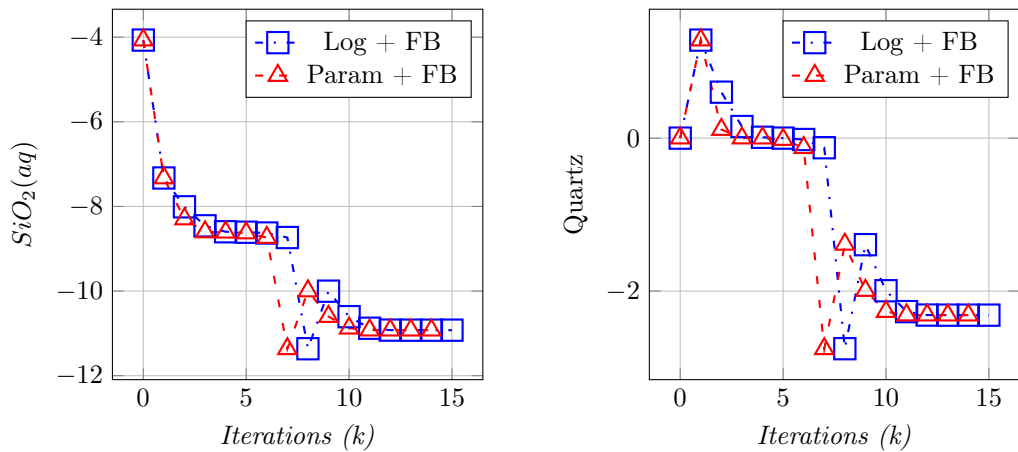 −4
−6
−8
−10
−12
0
5
10
15
Iterations (k)
SiO₂(aq)
Log + FB
Param + FB
0
−2
0
5
10
15
Iterations (k)
Quartz
Log + FB
Param + FB